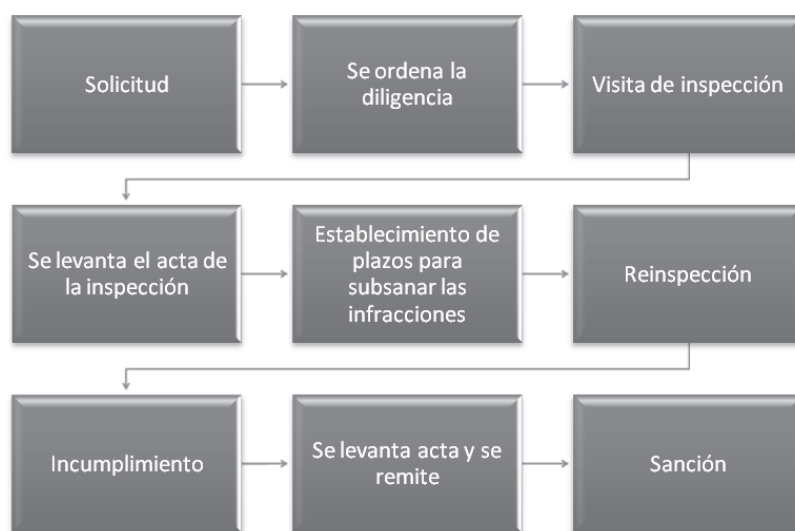 Solicitud
Se ordena la
diligencia
Visita de inspección
Se levanta el acta de
la inspección
Establecimiento de
plazos para
subsanar las
infracciones
Reinspección
Incumplimiento
Se levanta acta y se
remite
Sanción